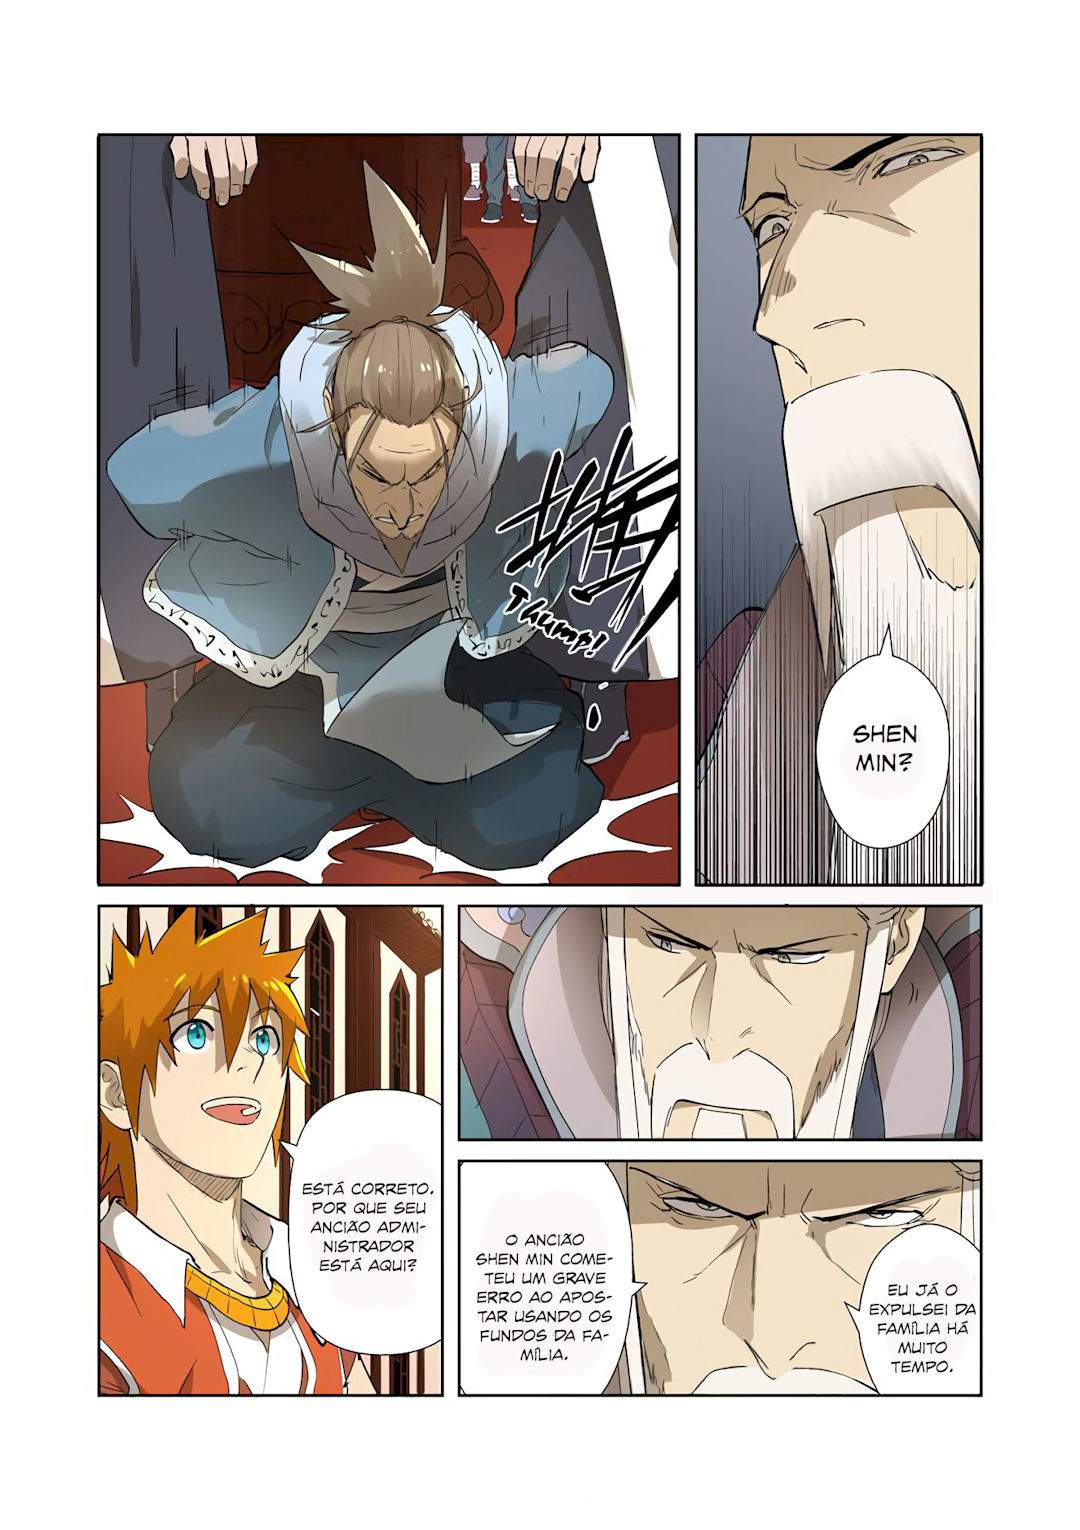 Thump!
SHEN
MIN?
ESTÁ CORRETO.
POR QUE SEU
ANCIÃO ADMI-
NISTRADOR
ESTÁ AQUI?
O ANCIÃO
SHEN MIN COME-
TEU UM GRAVE
ERRO AO APOS-
TAR USANDO OS
FUNDOS DA FA-
MÍLIA.
EU JÁ O
EXPULSEI DA
FAMÍLIA HÁ
MUITO
TEMPO.